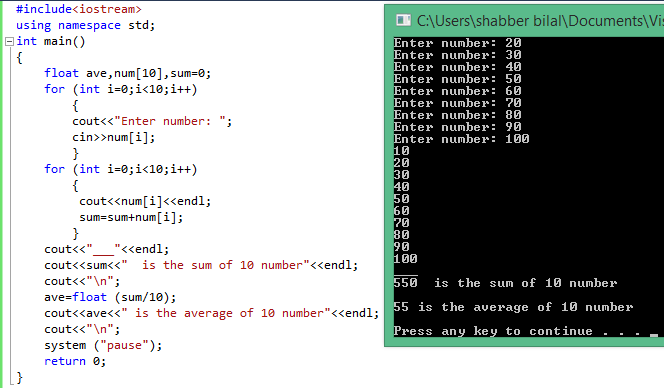 #include<iostream>
using namespace std;
int main()
{
float ave,num[10],sum=0;
for (int i=0;i<10;i++)
{
cout<<"Enter number: ";
cin>>num[i];
}
for (int i=0;i<10;i++)
{
cout<<num[i]<<endl;
sum=sum+num[i];
}
cout<<"___"<<endl;
cout<<sum<<"  is the sum of 10 number"<<endl;
cout<<"\n";
ave=float (sum/10);
cout<<ave<<" is the average of 10 number"<<endl;
cout<<"\n";
system ("pause");
return 0;
}
C:\Users\shabber bilal\Documents\Vis
Enter number: 20
Enter number: 30
Enter number: 40
Enter number: 50
Enter number: 60
Enter number: 70
Enter number: 80
Enter number: 90
Enter number: 100
10
20
30
40
50
60
70
80
90
100
___
550  is the sum of 10 number
55 is the average of 10 number
Press any key to continue . . . _